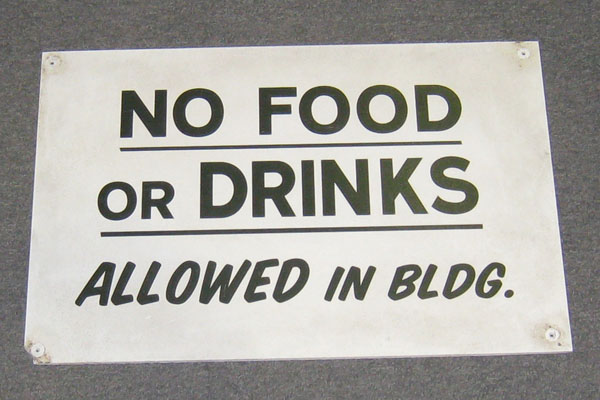 NO FOOD
OR DRINKS
ALLOWED IN BLDG.